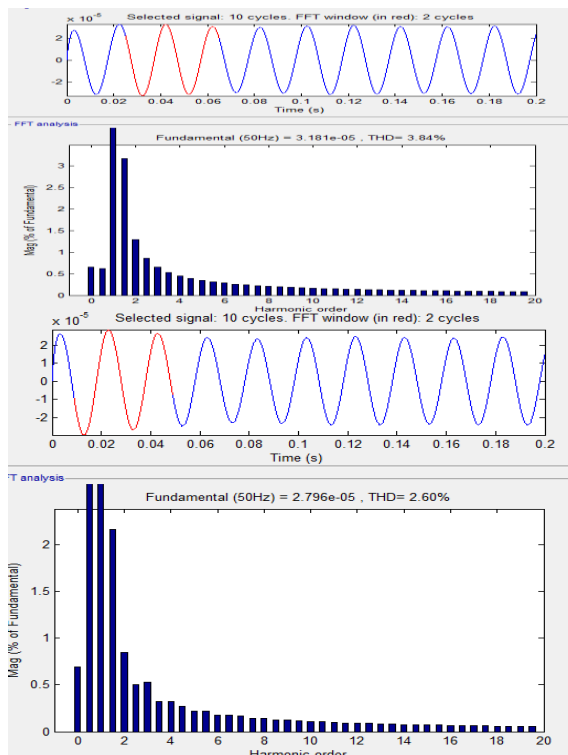 Selected signal: 10 cycles. FFT window (in red): 2 cycles
x 10^-5
2
0
-2
0 0.02 0.04 0.06 0.08 0.1 0.12 0.14 0.16 0.18 0.2
Time (s)
FFT analysis
Fundamental (50Hz) = 3.181e-05 , THD= 3.84%
Mag (% of Fundamental)
3
2.5
2
1.5
1
0.5
0
0 2 4 6 8 10 12 14 16 18 20
Harmonic order
Selected signal: 10 cycles. FFT window (in red): 2 cycles
x 10^-5
2
1
0
-1
-2
0 0.02 0.04 0.06 0.08 0.1 0.12 0.14 0.16 0.18 0.2
Time (s)
FT analysis
Fundamental (50Hz) = 2.796e-05 , THD= 2.60%
Mag (% of Fundamental)
2
1.5
1
0.5
0
0 2 4 6 8 10 12 14 16 18 20
Harmonic order